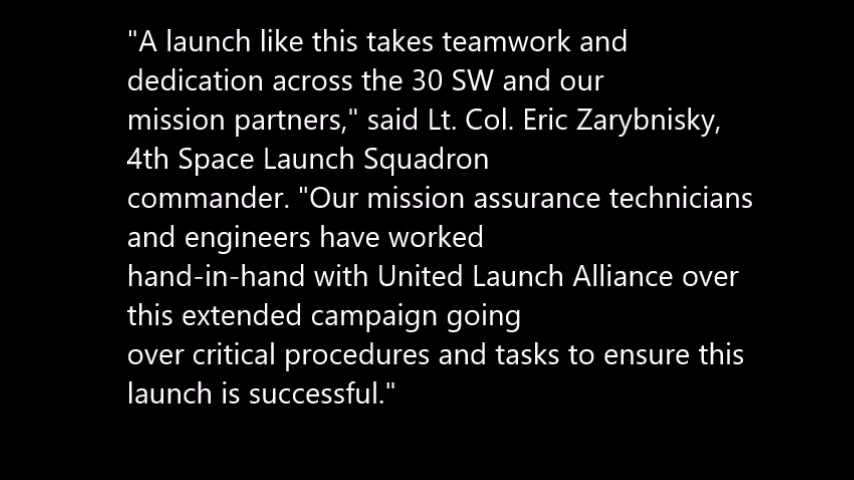 "A launch like this takes teamwork and
dedication across the 30 SW and our
mission partners," said Lt. Col. Eric Zarybnisky,
4th Space Launch Squadron
commander. "Our mission assurance technicians
and engineers have worked
hand-in-hand with United Launch Alliance over
this extended campaign going
over critical procedures and tasks to ensure this
launch is successful."